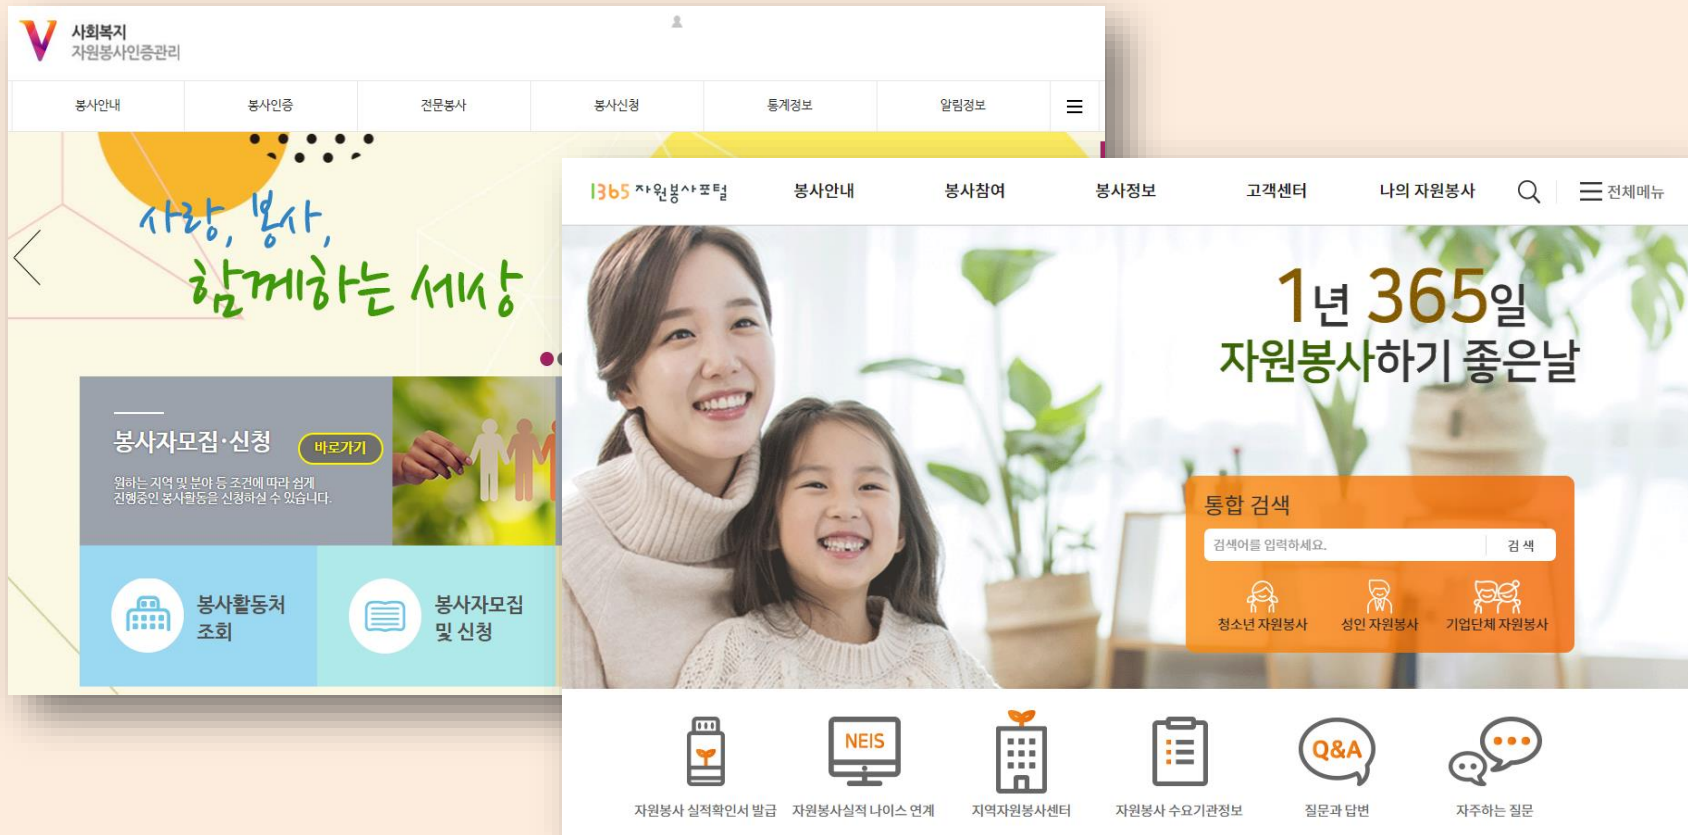 사회복지
자원봉사인증관리
봉사안내 봉사인증 전문봉사 봉사신청 통계정보 알림정보
사랑, 봉사,
함께하는 세상
봉사자모집·신청 바로가기
원하는 지역 및 분야 등 조건에 따라 쉽게
진행중인 봉사활동을 신청하실 수 있습니다.
봉사활동처
조회
봉사자모집
및 신청
1365 자원봉사포털 봉사안내 봉사참여 봉사정보 고객센터 나의 자원봉사 전체메뉴
1년 365일
자원봉사하기 좋은날
통합 검색
검색어를 입력하세요. 검색
청소년 자원봉사 성인 자원봉사 기업단체 자원봉사
NEIS Q&A
자원봉사 실적확인서 발급 자원봉사실적 나이스 연계 지역자원봉사센터 자원봉사 수요기관정보 질문과 답변 자주하는 질문